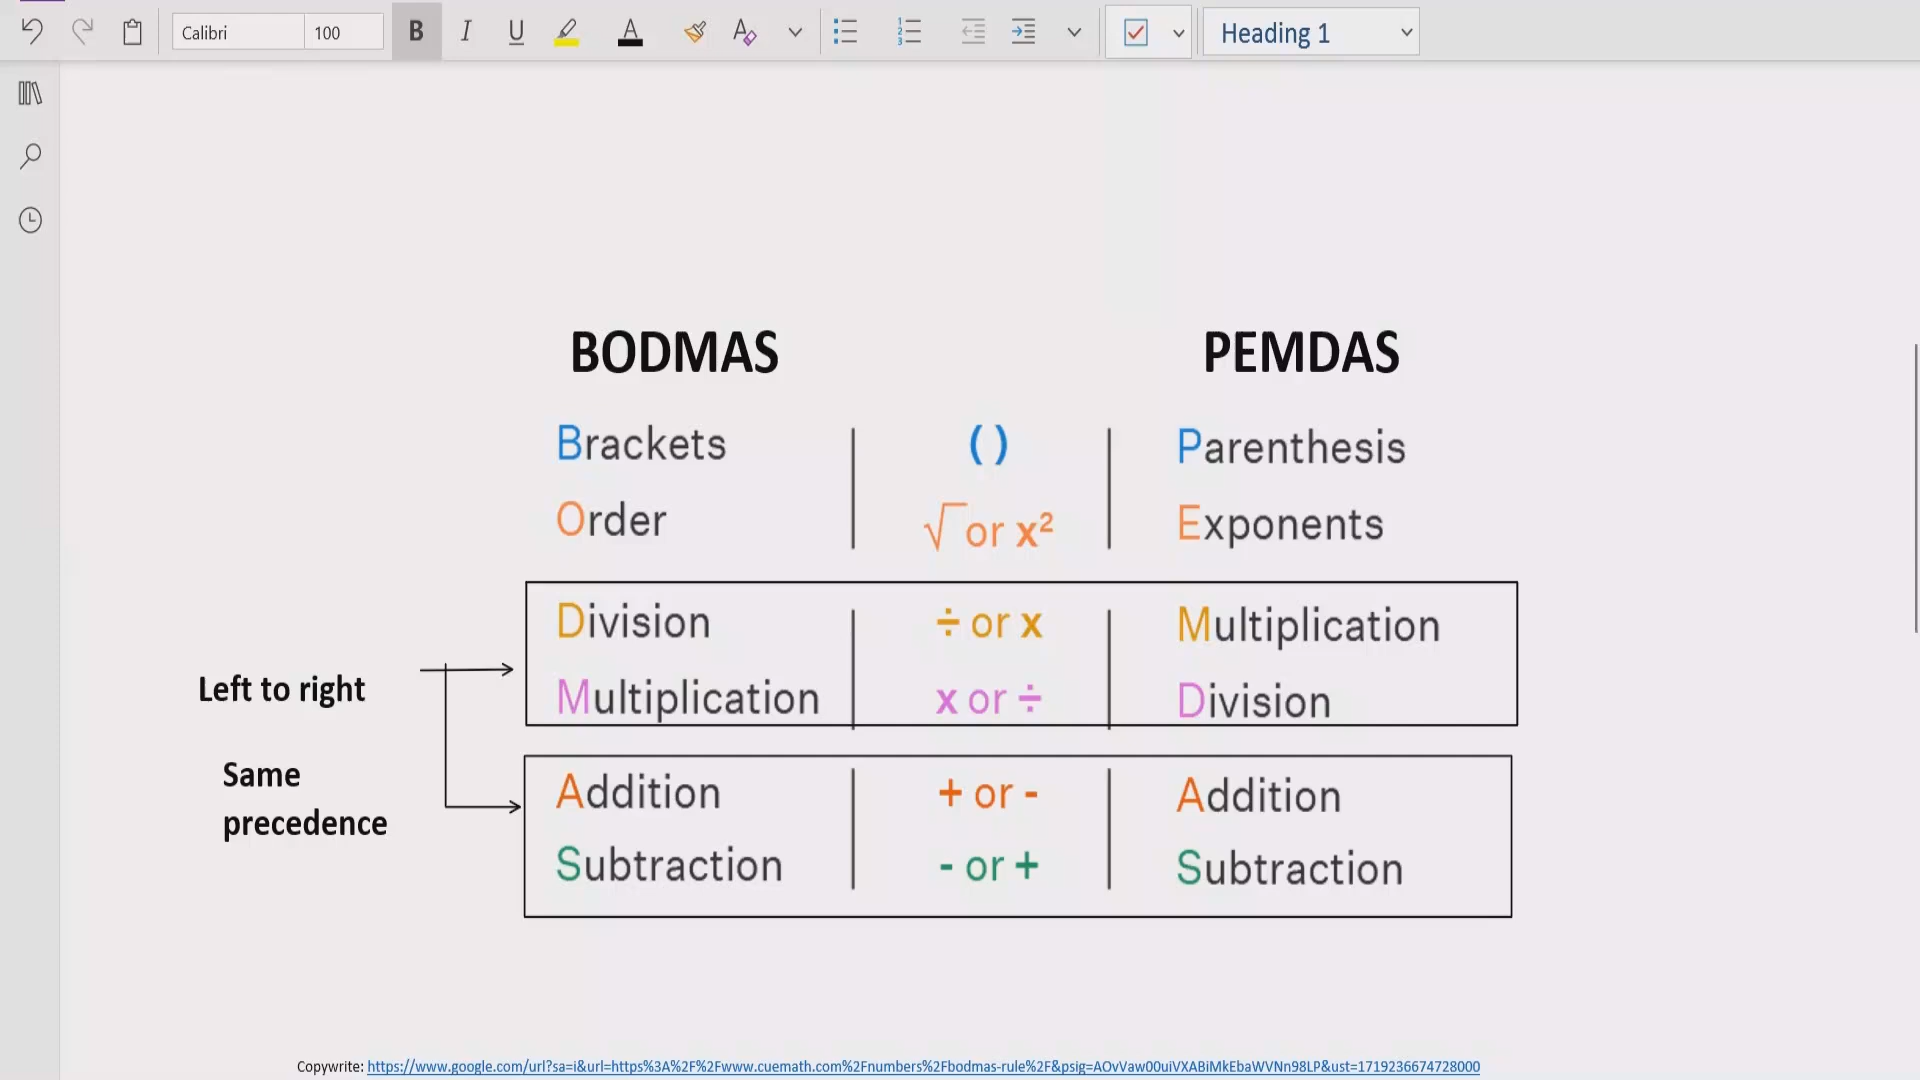 Calibri 100 B I U A A Heading 1
BODMAS PEMDAS
Brackets () Parenthesis
Order √ or x² Exponents
Division ÷ or x Multiplication
Left to right
Multiplication x or ÷ Division
Same
precedence
Addition + or - Addition
Subtraction - or + Subtraction
Copywrite: https://www.google.com/url?sa=i&url=https%3A%2F%2Fwww.cuemath.com%2Fnumbers%2Fbodmas-rule%2F&psig=AOvVaw00uiVXABiMkEbaWVNn98LP&ust=1719236674728000